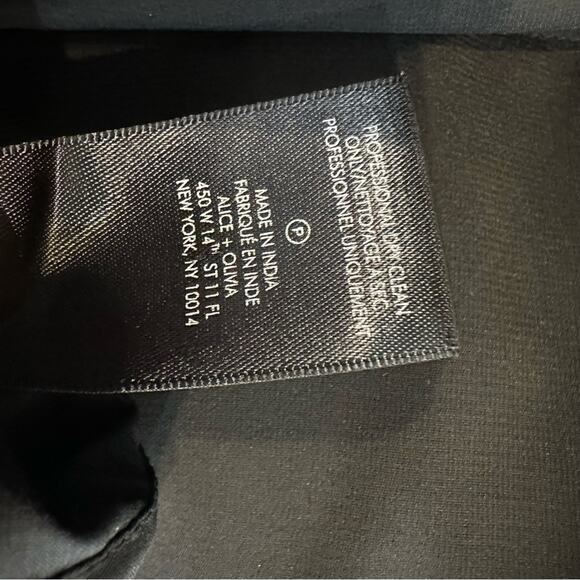 PROFESSIONAL DRY CLEAN
ONLY/NETTOYAGE À SEC
PROFESSIONNEL UNIQUEMENT
P
MADE IN INDIA
FABRIQUÉ EN INDE
ALICE + OLIVIA
450 W 14TH ST 11 FL
NEW YORK, NY 10014